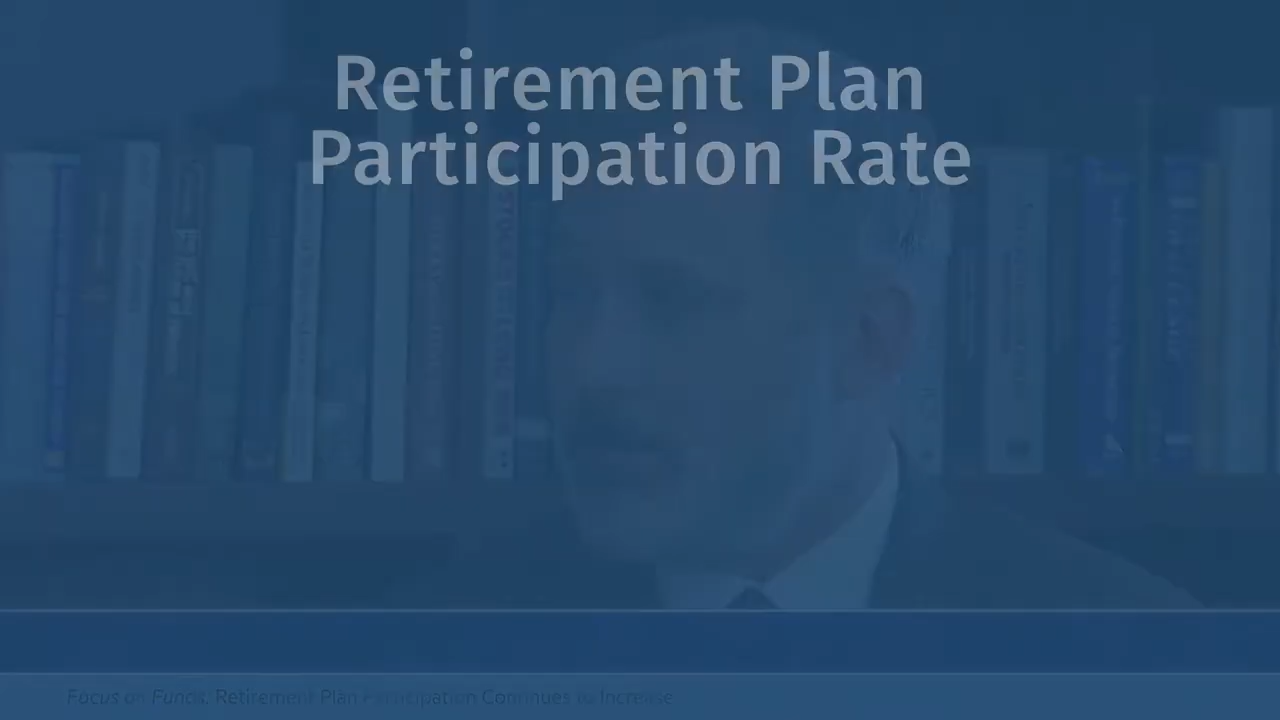 Retirement Plan
Participation Rate
Focus on Funds: Retirement Plan Participation Continues to Increase